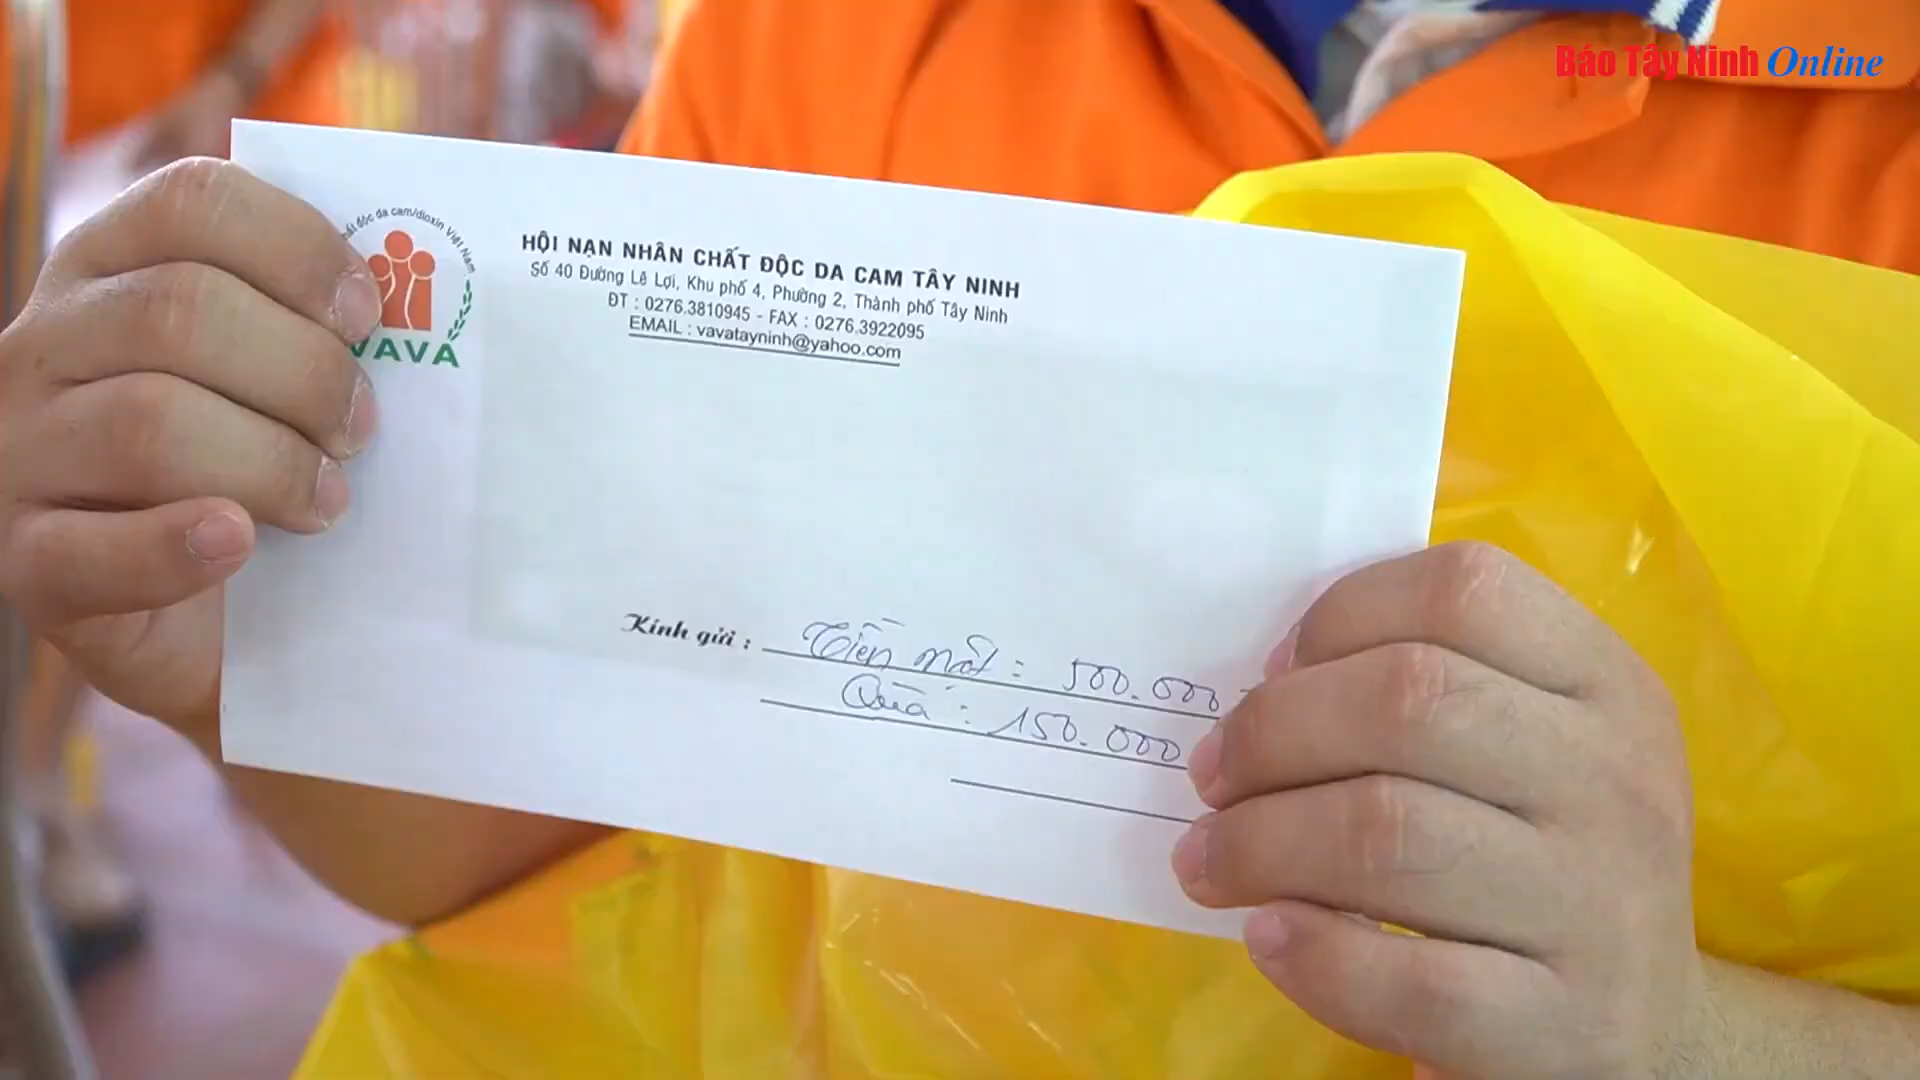 Báo Tây Ninh Online
chất độc da cam/dioxin Việt Nam
VAVA
HỘI NẠN NHÂN CHẤT ĐỘC DA CAM TÂY NINH
Số 40 Đường Lê Lợi, Khu phố 4, Phường 2, Thành phố Tây Ninh
ĐT : 0276.3810945 - FAX : 0276.3922095
EMAIL : vavatayninh@yahoo.com
Kính gửi : Tiền mặt : 500.000
Quà : 150.000